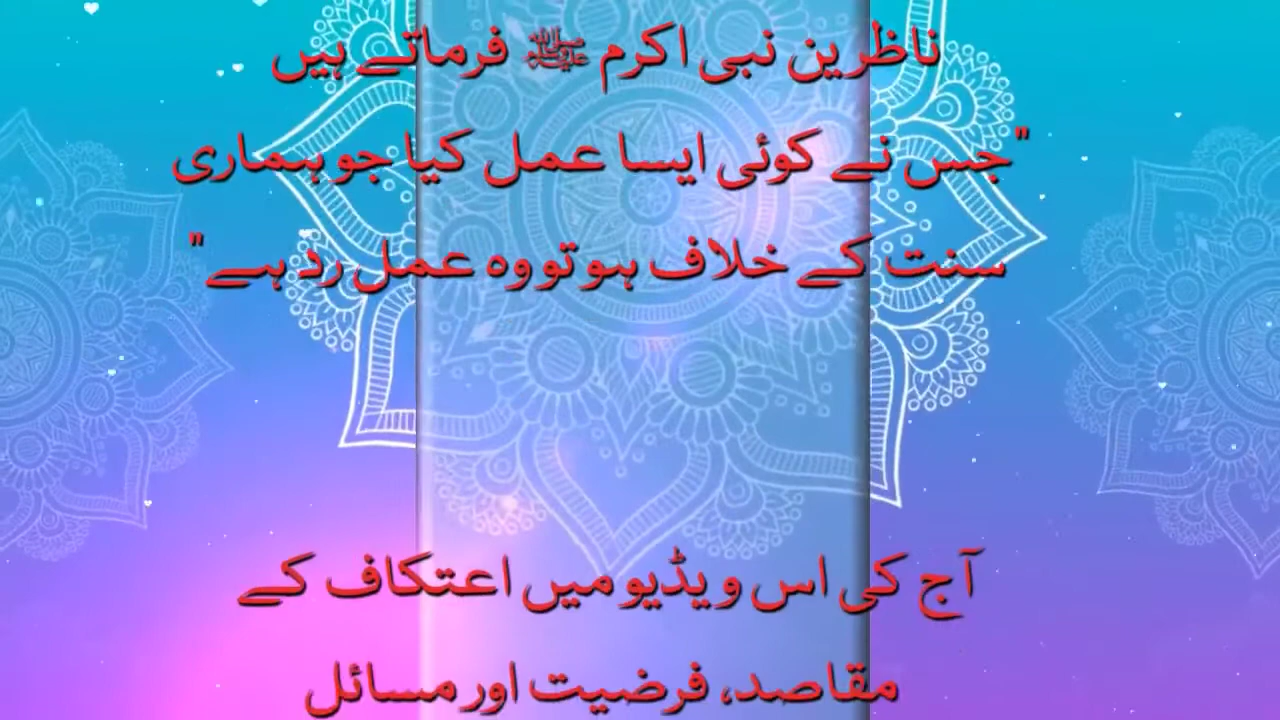 ناظرین نبی اکرم ﷺ فرماتے ہیں
"جس نے کوئی ایسا عمل کیا جو ہماری
سنت کے خلاف ہو تو وہ عمل رد ہے"
آج کی اس ویڈیو میں اعتکاف کے
مقاصد، فرضیت اور مسائل